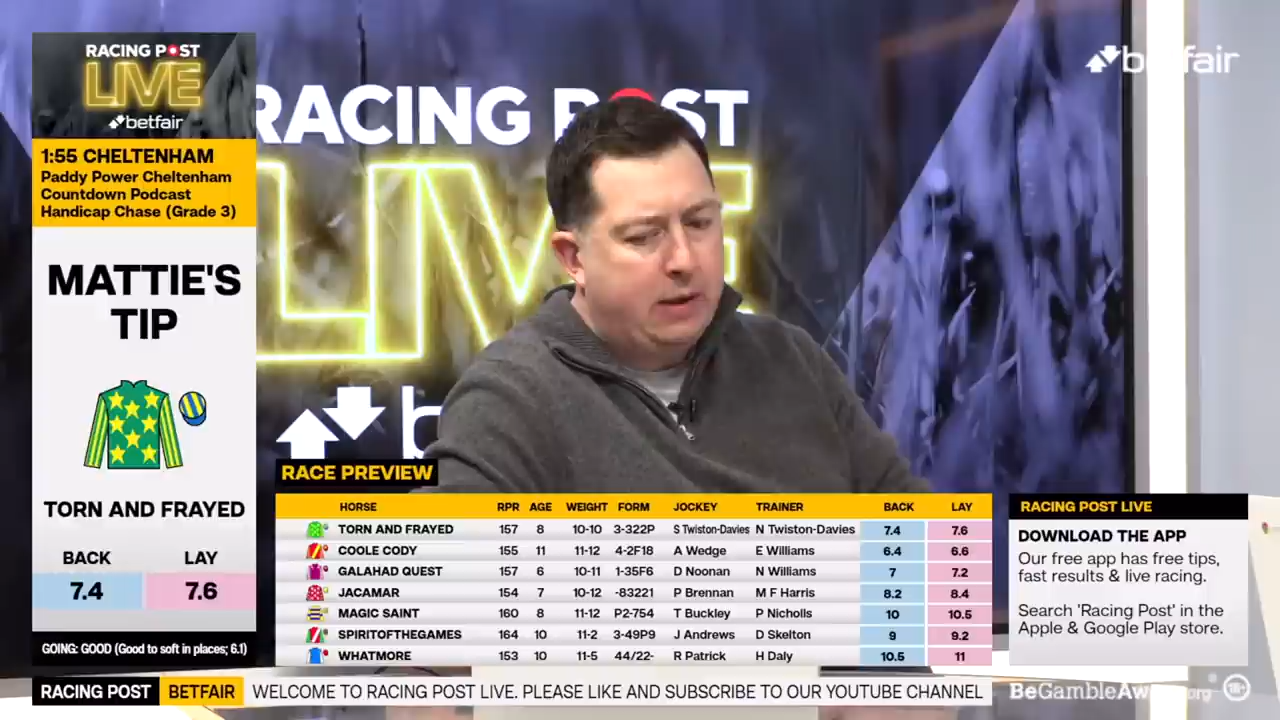 RACING POST
LIVE
betfair
1:55 CHELTENHAM
Paddy Power Cheltenham
Countdown Podcast
Handicap Chase (Grade 3)
MATTIE'S
TIP
TORN AND FRAYED
BACK LAY
7.4 7.6
GOING: GOOD (Good to soft in places; 6.1)
RACING POST
LIVE
b
betfair
RACE PREVIEW
HORSE RPR AGE WEIGHT FORM JOCKEY TRAINER BACK LAY
TORN AND FRAYED 157 8 10-10 3-322P S Twiston-Davies N Twiston-Davies 7.4 7.6
COOLE CODY 155 11 11-12 4-2F18 A Wedge E Williams 6.4 6.6
GALAHAD QUEST 157 6 10-11 1-35F6 D Noonan N Williams 7 7.2
JACAMAR 154 7 10-12 -83221 P Brennan M F Harris 8.2 8.4
MAGIC SAINT 160 8 11-12 P2-754 T Buckley P Nicholls 10 10.5
SPIRITOFTHEGAMES 164 10 11-2 3-49P9 J Andrews D Skelton 9 9.2
WHATMORE 153 10 11-5 44/22- R Patrick H Daly 10.5 11
RACING POST LIVE
DOWNLOAD THE APP
Our free app has free tips,
fast results & live racing.
Search 'Racing Post' in the
Apple & Google Play store.
RACING POST BETFAIR WELCOME TO RACING POST LIVE. PLEASE LIKE AND SUBSCRIBE TO OUR YOUTUBE CHANNEL
BeGambleAware.org 18+